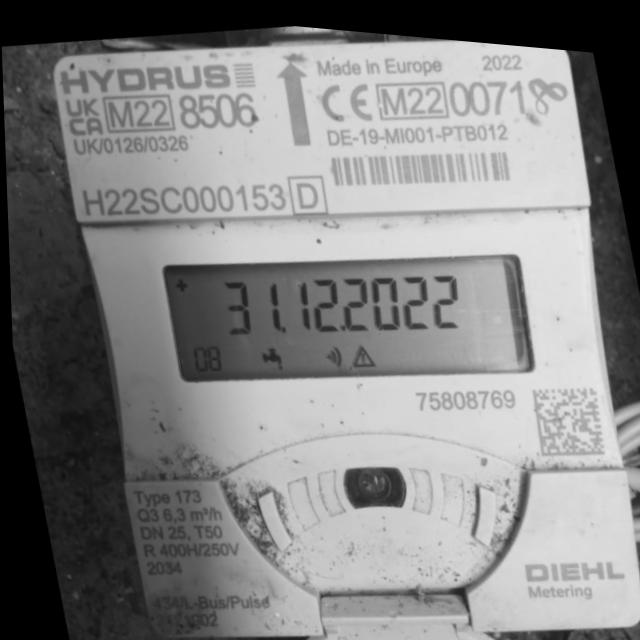 HYDRUS
Made in Europe 2022
UK CA M22 8506
CE M22 0071
UK/0126/0326
DE-19-MI001-PTB012
H22SC000153 D
31.12.2022
08
75808769
Type 173
Q3 6,3 m³/h
DN 25, T50
R 400H/250V
2034
DIEHL
Metering